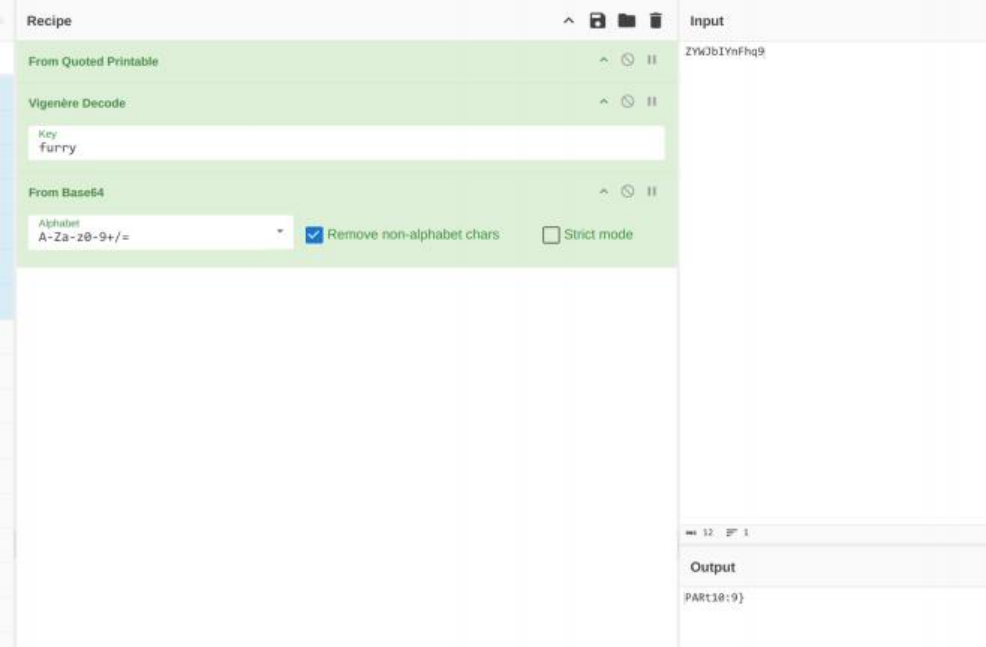 Recipe
From Quoted Printable
Vigenère Decode
Key
furry
From Base64
Alphabet
A-Za-z0-9+/=
Remove non-alphabet chars
Strict mode
Input
ZYWJbIYnFhq9
12 1
Output
PARt10:9}